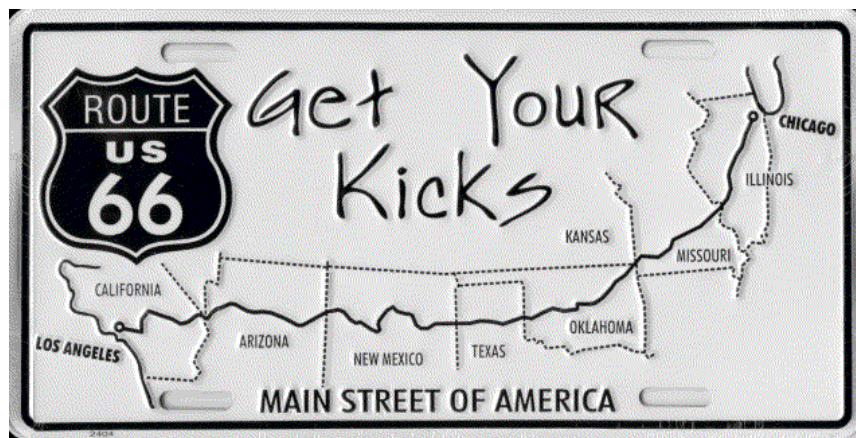 ROUTE
US
66
Get Your
Kicks
CHICAGO
ILLINOIS
KANSAS
MISSOURI
CALIFORNIA
LOS ANGELES
ARIZONA
NEW MEXICO
TEXAS
OKLAHOMA
MAIN STREET OF AMERICA
2404